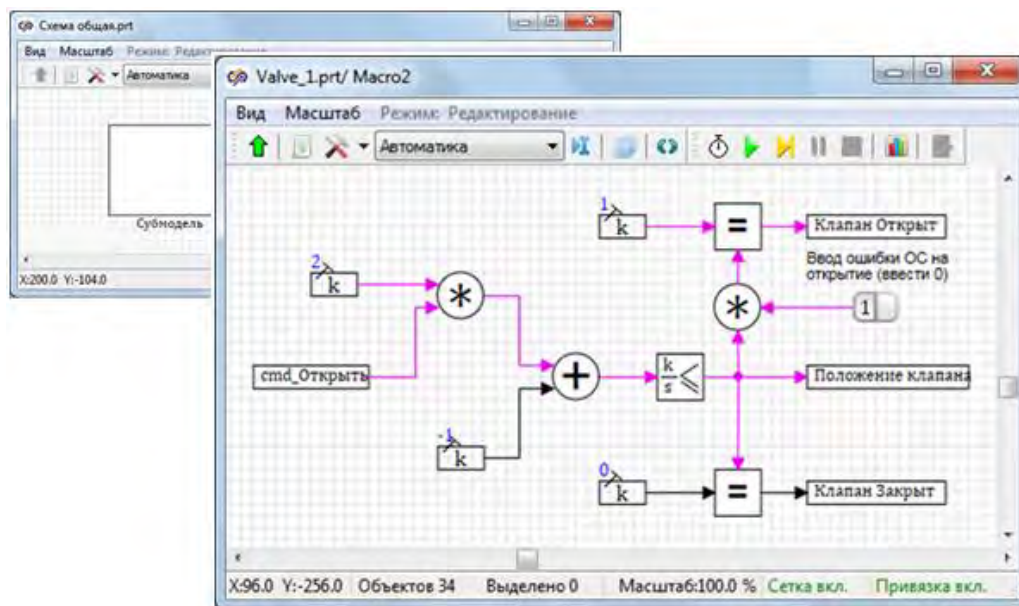 Схема общая.prt
Вид Масштаб Режим: Редактирование
Автоматика
Субмодель
X:200.0 Y:-104.0
Valve_1.prt/ Macro2
Вид Масштаб Режим: Редактирование
Автоматика
1
k
=
Клапан Открыт
Ввод ошибки ОС на
открытие (ввести 0)
2
k
*
*
1
cmd_Открыть
+
k
s
≤
Положение клапана
-1
k
0
k
=
Клапан Закрыт
X:96.0 Y:-256.0 Объектов 34 Выделено 0 Масштаб:100.0 % Сетка вкл. Привязка вкл.